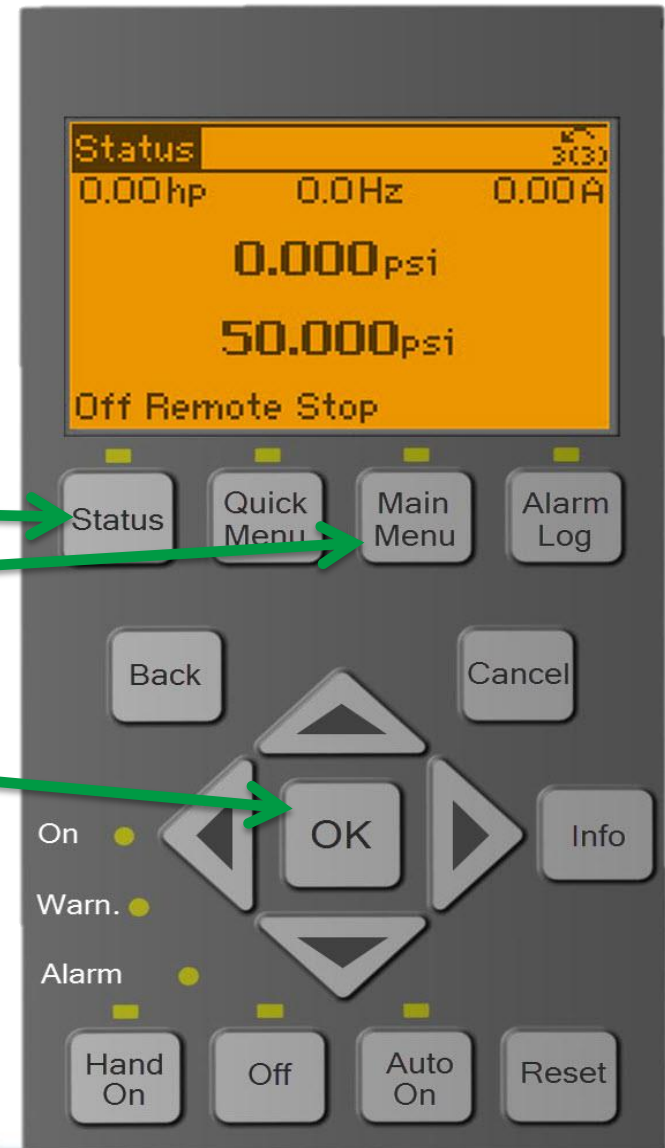 Status
3(3)
0.00hp 0.0Hz 0.00A
0.000psi
50.000psi
Off Remote Stop
Status
Quick
Menu
Main
Menu
Alarm
Log
Back
Cancel
OK
On
Info
Warn.
Alarm
Hand
On
Off
Auto
On
Reset